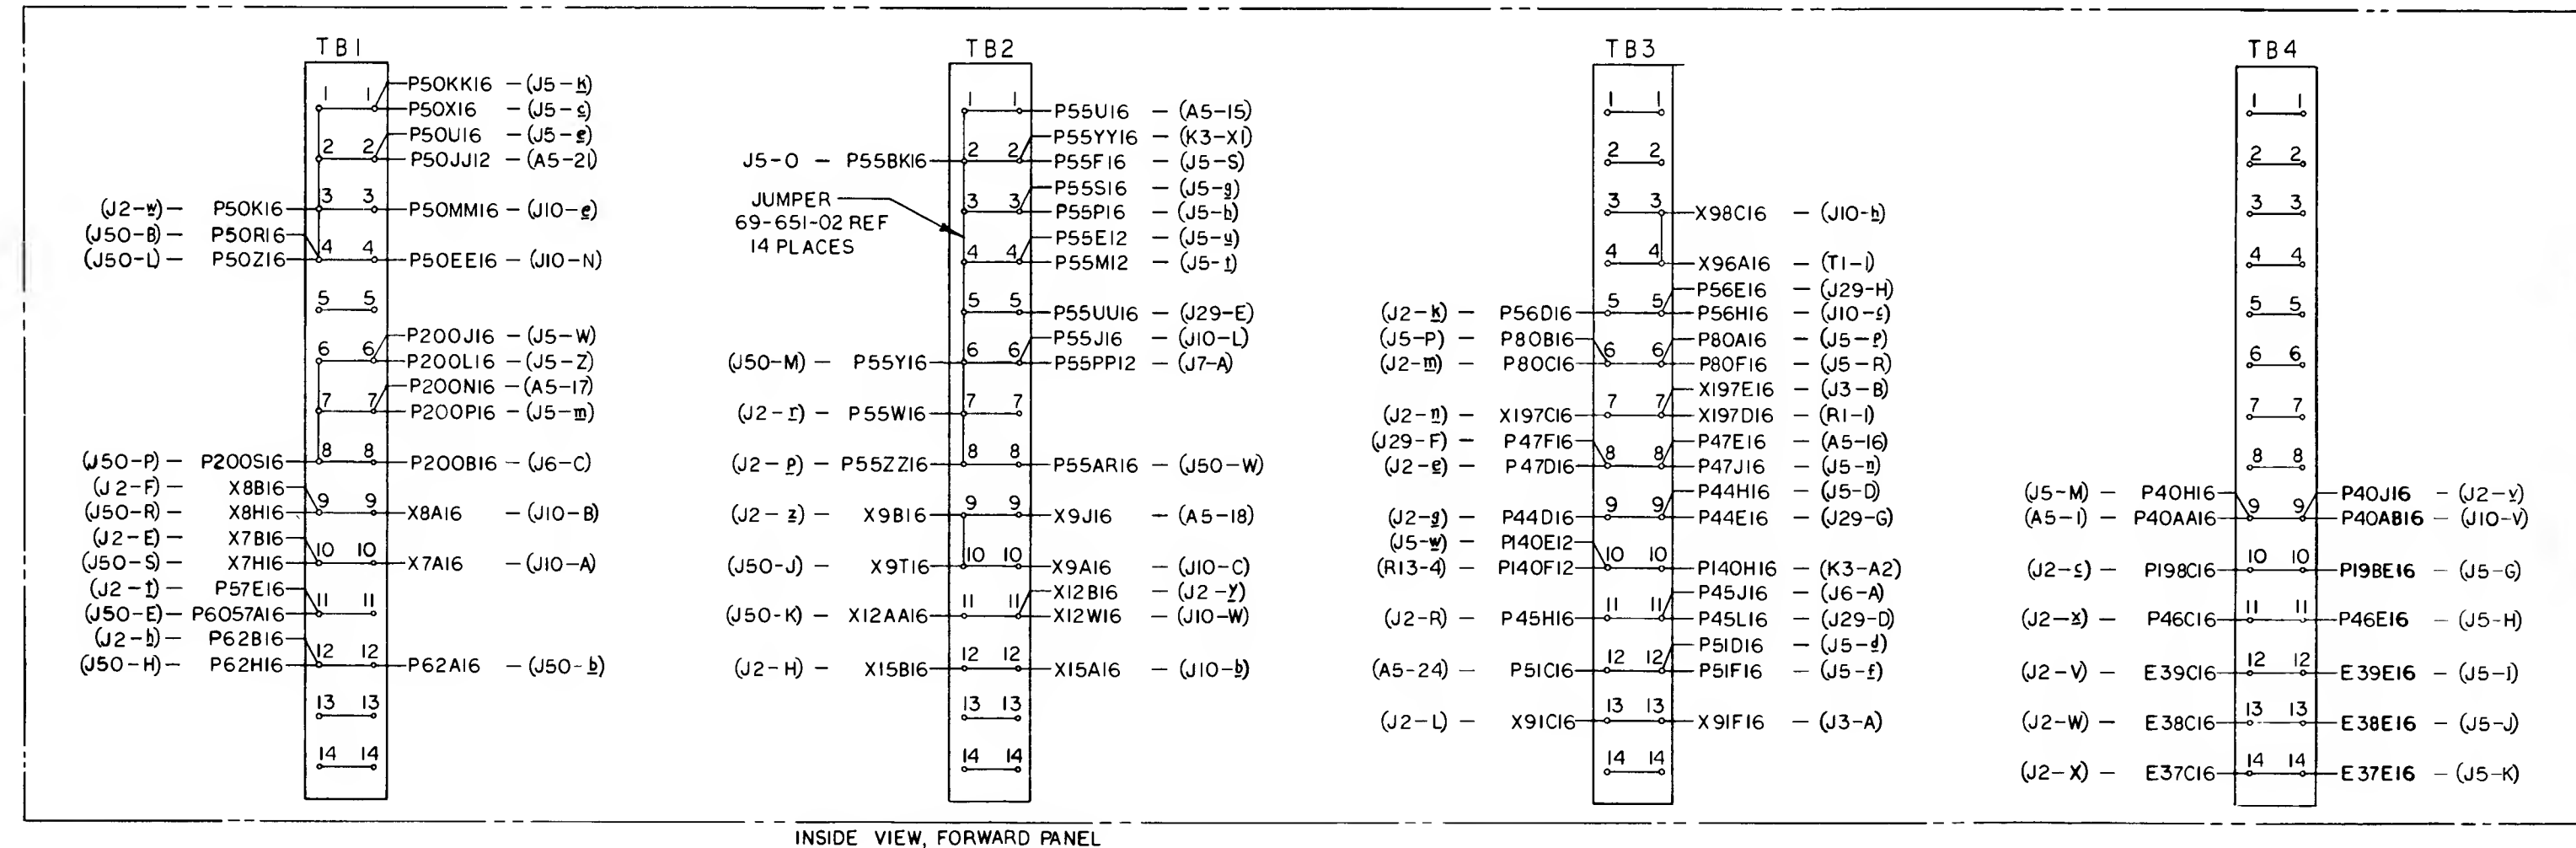 TB1
1 1 P50KK16 – (J5-k)
P50X16 – (J5-c)
P50U16 – (J5-e)
2 2 P50JJ12 – (A5-21)
(J2-w) – P50K16 3 3 P50MM16 – (J10-e)
(J50-B) – P50R16
(J50-L) – P50Z16 4 4 P50EE16 – (J10-N)
5 5
P200J16 – (J5-W)
6 6 P200L16 – (J5-Z)
P200N16 – (A5-17)
7 7 P200P16 – (J5-m)
(J50-P) – P200S16 8 8 P200B16 – (J6-C)
(J2-F) – X8B16
(J50-R) – X8H16 9 9 X8A16 – (J10-B)
(J2-E) – X7B16
(J50-S) – X7H16 10 10 X7A16 – (J10-A)
(J2-t) – P57E16
(J50-E) – P6057A16 11 11
(J2-h) – P62B16
(J50-H) – P62H16 12 12 P62A16 – (J50-b)
13 13
14 14
TB2
1 1 P55U16 – (A5-15)
P55YY16 – (K3-X1)
J5-O – P55BK16 2 2 P55F16 – (J5-S)
P55S16 – (J5-g)
JUMPER
69-651-02 REF
14 PLACES
3 3 P55P16 – (J5-h)
P55E12 – (J5-u)
4 4 P55M12 – (J5-t)
5 5 P55UU16 – (J29-E)
P55J16 – (J10-L)
(J50-M) – P55Y16 6 6 P55PP12 – (J7-A)
(J2-r) – P55W16 7 7
(J2-p) – P55ZZ16 8 8 P55AR16 – (J50-W)
(J2-z) – X9B16 9 9 X9J16 – (A5-18)
(J50-J) – X9T16 10 10 X9A16 – (J10-C)
X12B16 – (J2-y)
(J50-K) – X12AA16 11 11 X12W16 – (J10-W)
(J2-H) – X15B16 12 12 X15A16 – (J10-b)
13 13
14 14
TB3
1 1
2 2
3 3 X98C16 – (J10-h)
4 4 X96A16 – (T1-1)
P56E16 – (J29-H)
(J2-k) – P56D16 5 5 P56H16 – (J10-c)
(J5-P) – P80B16 P80A16 – (J5-p)
(J2-m) – P80C16 6 6 P80F16 – (J5-R)
X197E16 – (J3-B)
(J2-n) – X197C16 7 7 X197D16 – (R1-1)
(J29-F) – P47F16 P47E16 – (A5-16)
(J2-e) – P47D16 8 8 P47J16 – (J5-n)
P44H16 – (J5-D)
(J2-g) – P44D16 9 9 P44E16 – (J29-G)
(J5-w) – P140E12
(R13-4) – P140F12 10 10 P140H16 – (K3-A2)
P45J16 – (J6-A)
(J2-R) – P45H16 11 11 P45L16 – (J29-D)
P51D16 – (J5-d)
(A5-24) – P51C16 12 12 P51F16 – (J5-f)
(J2-L) – X91C16 13 13 X91F16 – (J3-A)
14 14
TB4
1 1
2 2
3 3
4 4
5 5
6 6
7 7
8 8
(J5-M) – P40H16 P40J16 – (J2-v)
(A5-1) – P40AA16 9 9 P40AB16 – (J10-V)
(J2-c) – P198C16 10 10 P19BE16 – (J5-G)
(J2-x) – P46C16 11 11 P46E16 – (J5-H)
(J2-V) – E39C16 12 12 E39E16 – (J5-I)
(J2-W) – E38C16 13 13 E38E16 – (J5-J)
(J2-X) – E37C16 14 14 E37E16 – (J5-K)
INSIDE VIEW, FORWARD PANEL